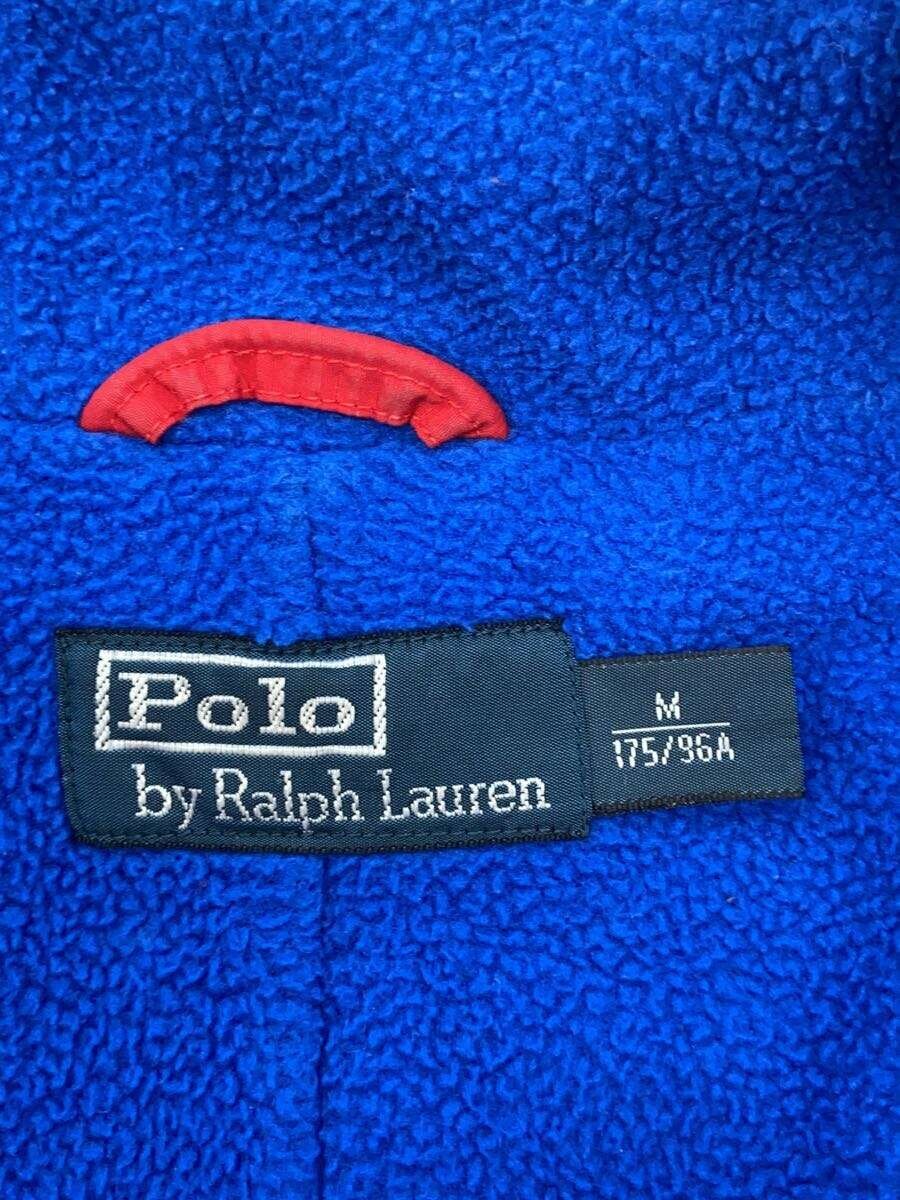 Polo
by Ralph Lauren
M
175/96A